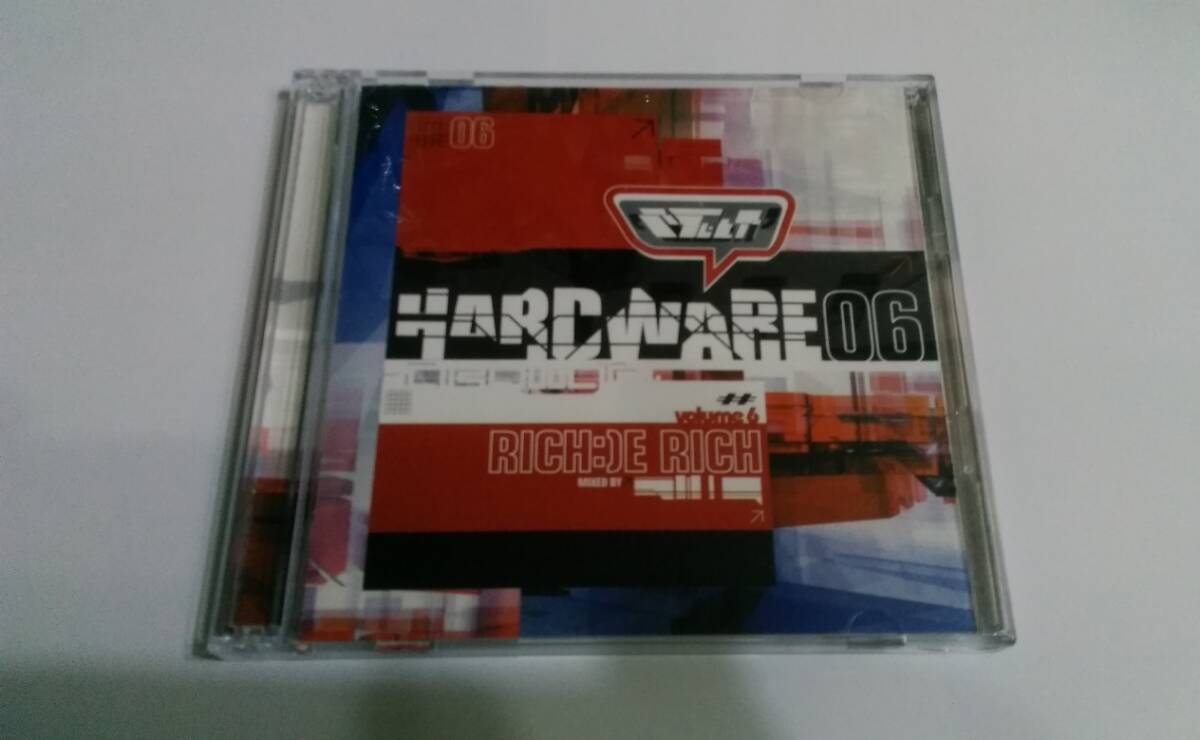 06
HARDWARE06
volume 6
RICH:)E RICH
MIXED BY